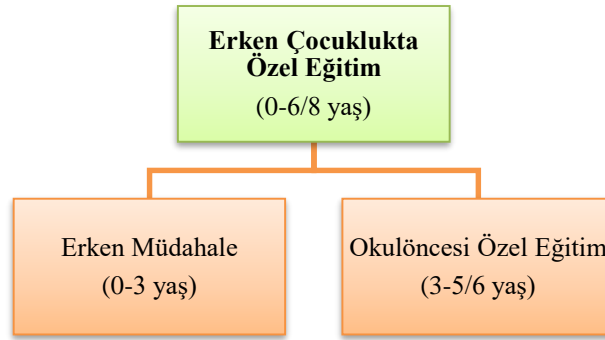 Erken Çocuklukta
Özel Eğitim
(0-6/8 yaş)
Erken Müdahale
(0-3 yaş)
Okulöncesi Özel Eğitim
(3-5/6 yaş)